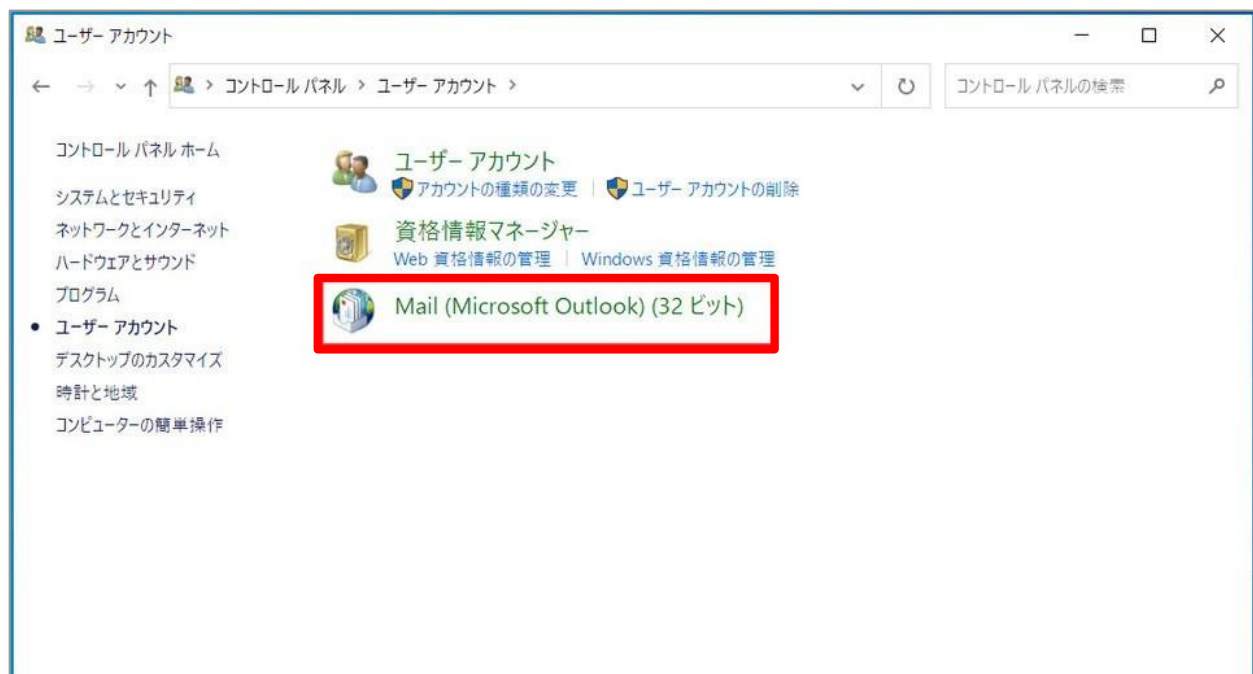 ユーザー アカウント
コントロール パネル > ユーザー アカウント >
コントロール パネルの検索
コントロール パネル ホーム
システムとセキュリティ
ネットワークとインターネット
ハードウェアとサウンド
プログラム
ユーザー アカウント
デスクトップのカスタマイズ
時計と地域
コンピューターの簡単操作
ユーザー アカウント
アカウントの種類の変更 | ユーザー アカウントの削除
資格情報マネージャー
Web 資格情報の管理 | Windows 資格情報の管理
Mail (Microsoft Outlook) (32 ビット)